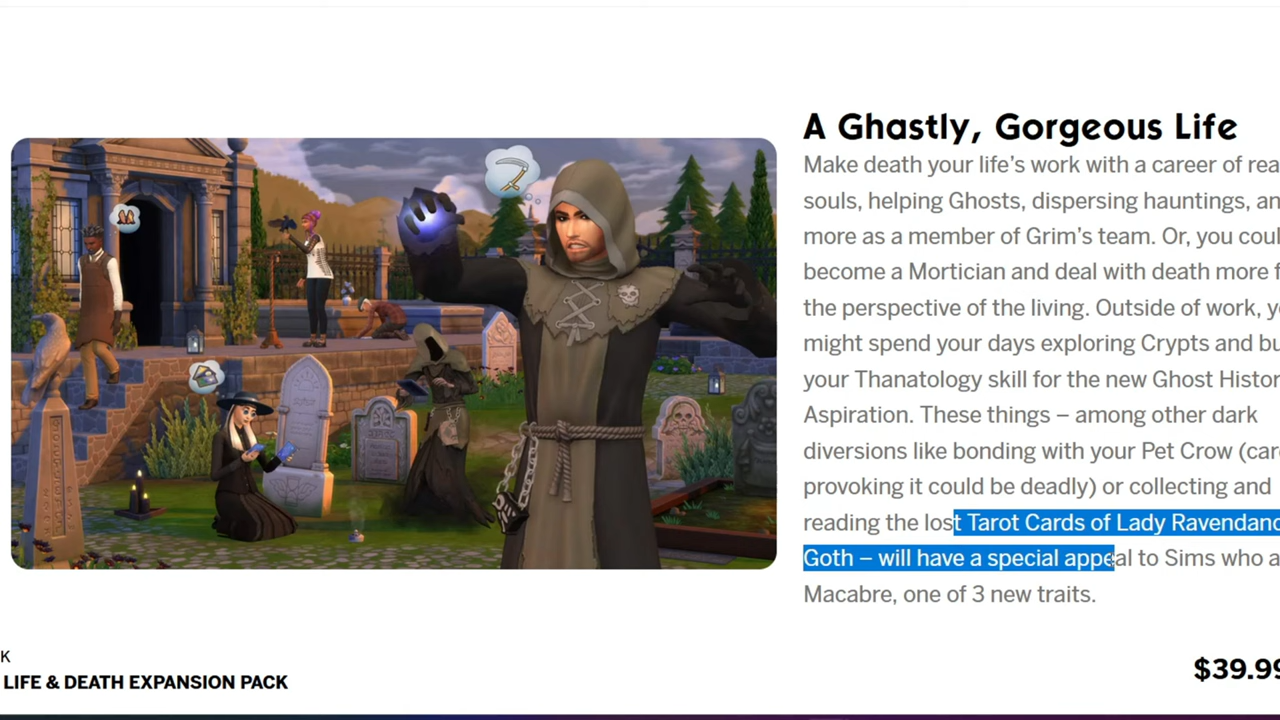 A Ghastly, Gorgeous Life
Make death your life's work with a career of rea
souls, helping Ghosts, dispersing hauntings, an
more as a member of Grim's team. Or, you coul
become a Mortician and deal with death more f
the perspective of the living. Outside of work, y
might spend your days exploring Crypts and bu
your Thanatology skill for the new Ghost Histor
Aspiration. These things – among other dark
diversions like bonding with your Pet Crow (car
provoking it could be deadly) or collecting and
reading the lost Tarot Cards of Lady Ravendanc
Goth – will have a special appeal to Sims who a
Macabre, one of 3 new traits.
K
LIFE & DEATH EXPANSION PACK
$39.99